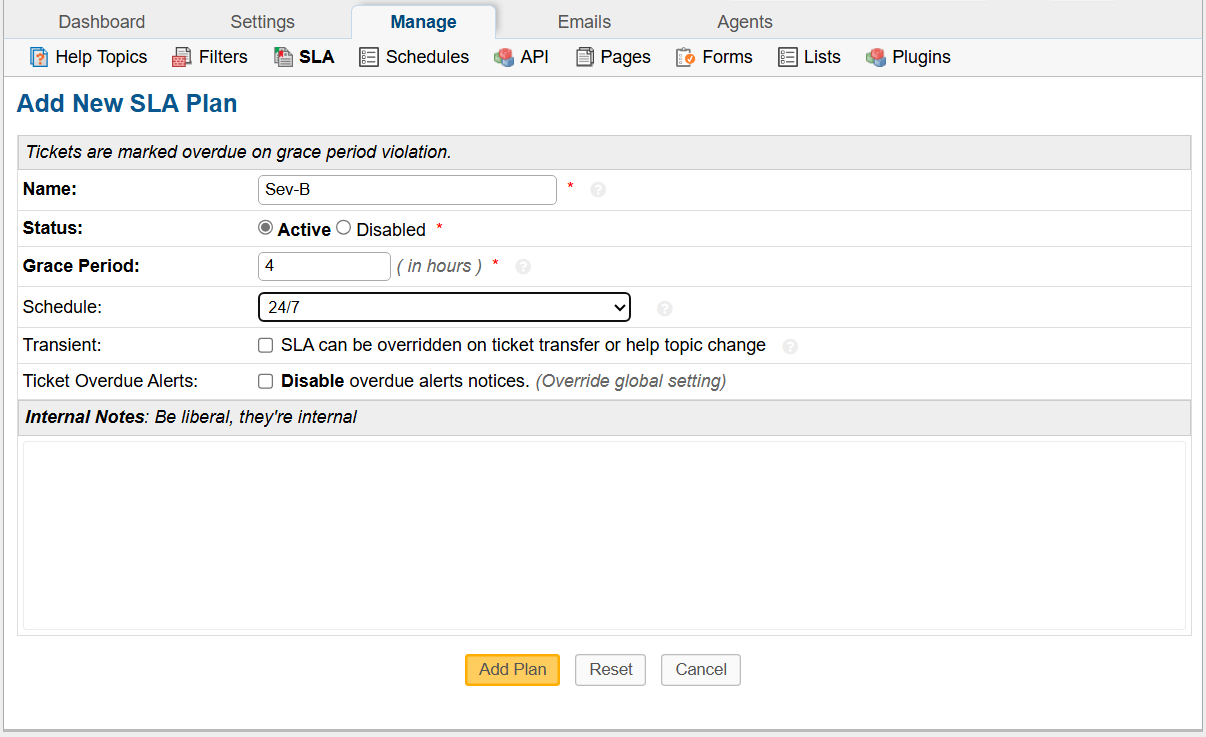 Dashboard Settings Manage Emails Agents
Help Topics Filters SLA Schedules API Pages Forms Lists Plugins
Add New SLA Plan
Tickets are marked overdue on grace period violation.
Name: Sev-B * ?
Status: Active Disabled *
Grace Period: 4 ( in hours ) * ?
Schedule: 24/7 ?
Transient: SLA can be overridden on ticket transfer or help topic change ?
Ticket Overdue Alerts: Disable overdue alerts notices. (Override global setting)
Internal Notes: Be liberal, they're internal
Add Plan Reset Cancel